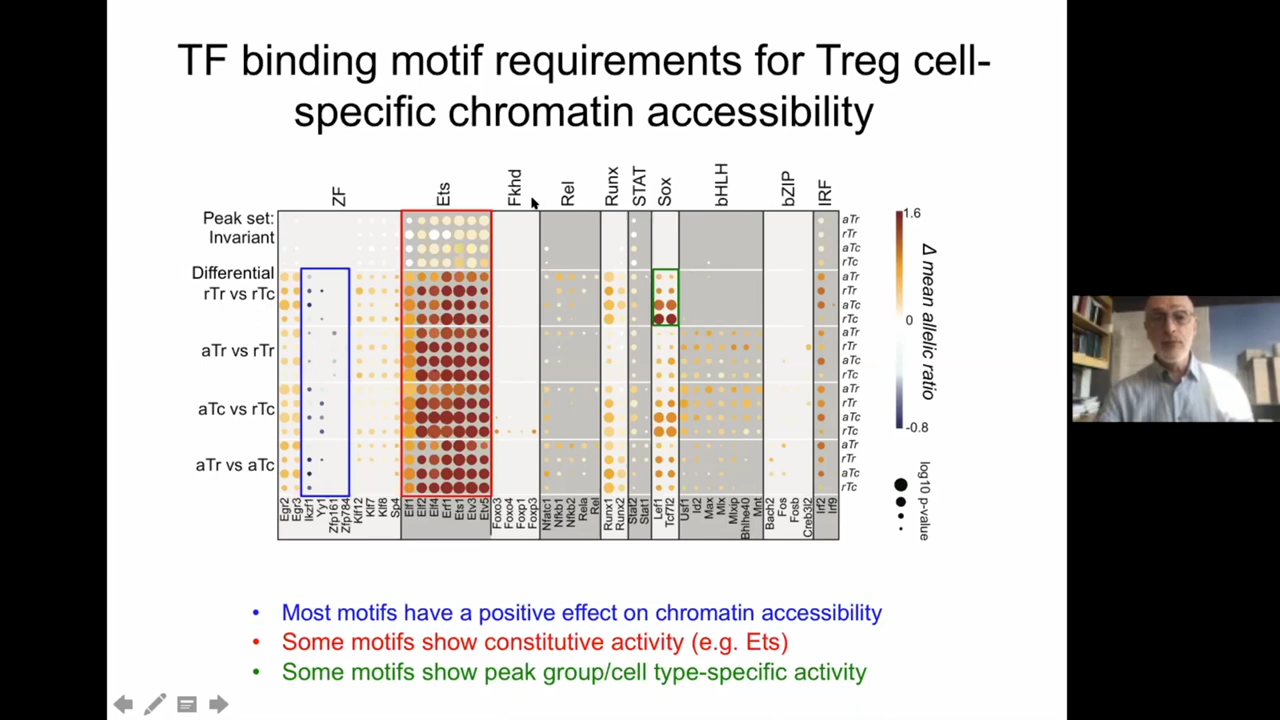 TF binding motif requirements for Treg cell-
specific chromatin accessibility
ZF
Ets
Fkhd
Rel
Runx
STAT
Sox
bHLH
bZIP
IRF
Peak set:
Invariant
Differential
rTr vs rTc
aTr vs rTr
aTc vs rTc
aTr vs aTc
aTr
rTr
aTc
rTc
aTr
rTr
aTc
rTc
aTr
rTr
aTc
rTc
aTr
rTr
aTc
rTc
aTr
rTr
aTc
rTc
1.6
0
-0.8
Δ mean allelic ratio
log10 p-value
Egr2
Egr3
Ikzf1
Yy1
Zfp161
Zfp784
Klf12
Klf7
Klf8
Sp4
Elf1
Elf2
Elf4
Erf1
Ets1
Etv3
Etv5
Foxo3
Foxo4
Foxp1
Foxp3
Nfatc1
Nfkb1
Nfkb2
Rela
Rel
Runx1
Runx2
Stat2
Stat1
Lef1
Tcf7l2
Usf1
Id2
Max
Mlx
Mlxip
Bhlhe40
Mnt
Bach2
Fos
Fosb
Creb3l2
Irf2
Irf9
• Most motifs have a positive effect on chromatin accessibility
• Some motifs show constitutive activity (e.g. Ets)
• Some motifs show peak group/cell type-specific activity